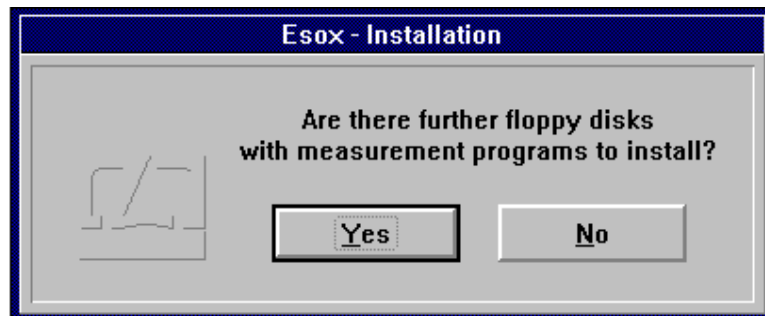 Esox - Installation
Are there further floppy disks
with measurement programs to install?
Yes
No